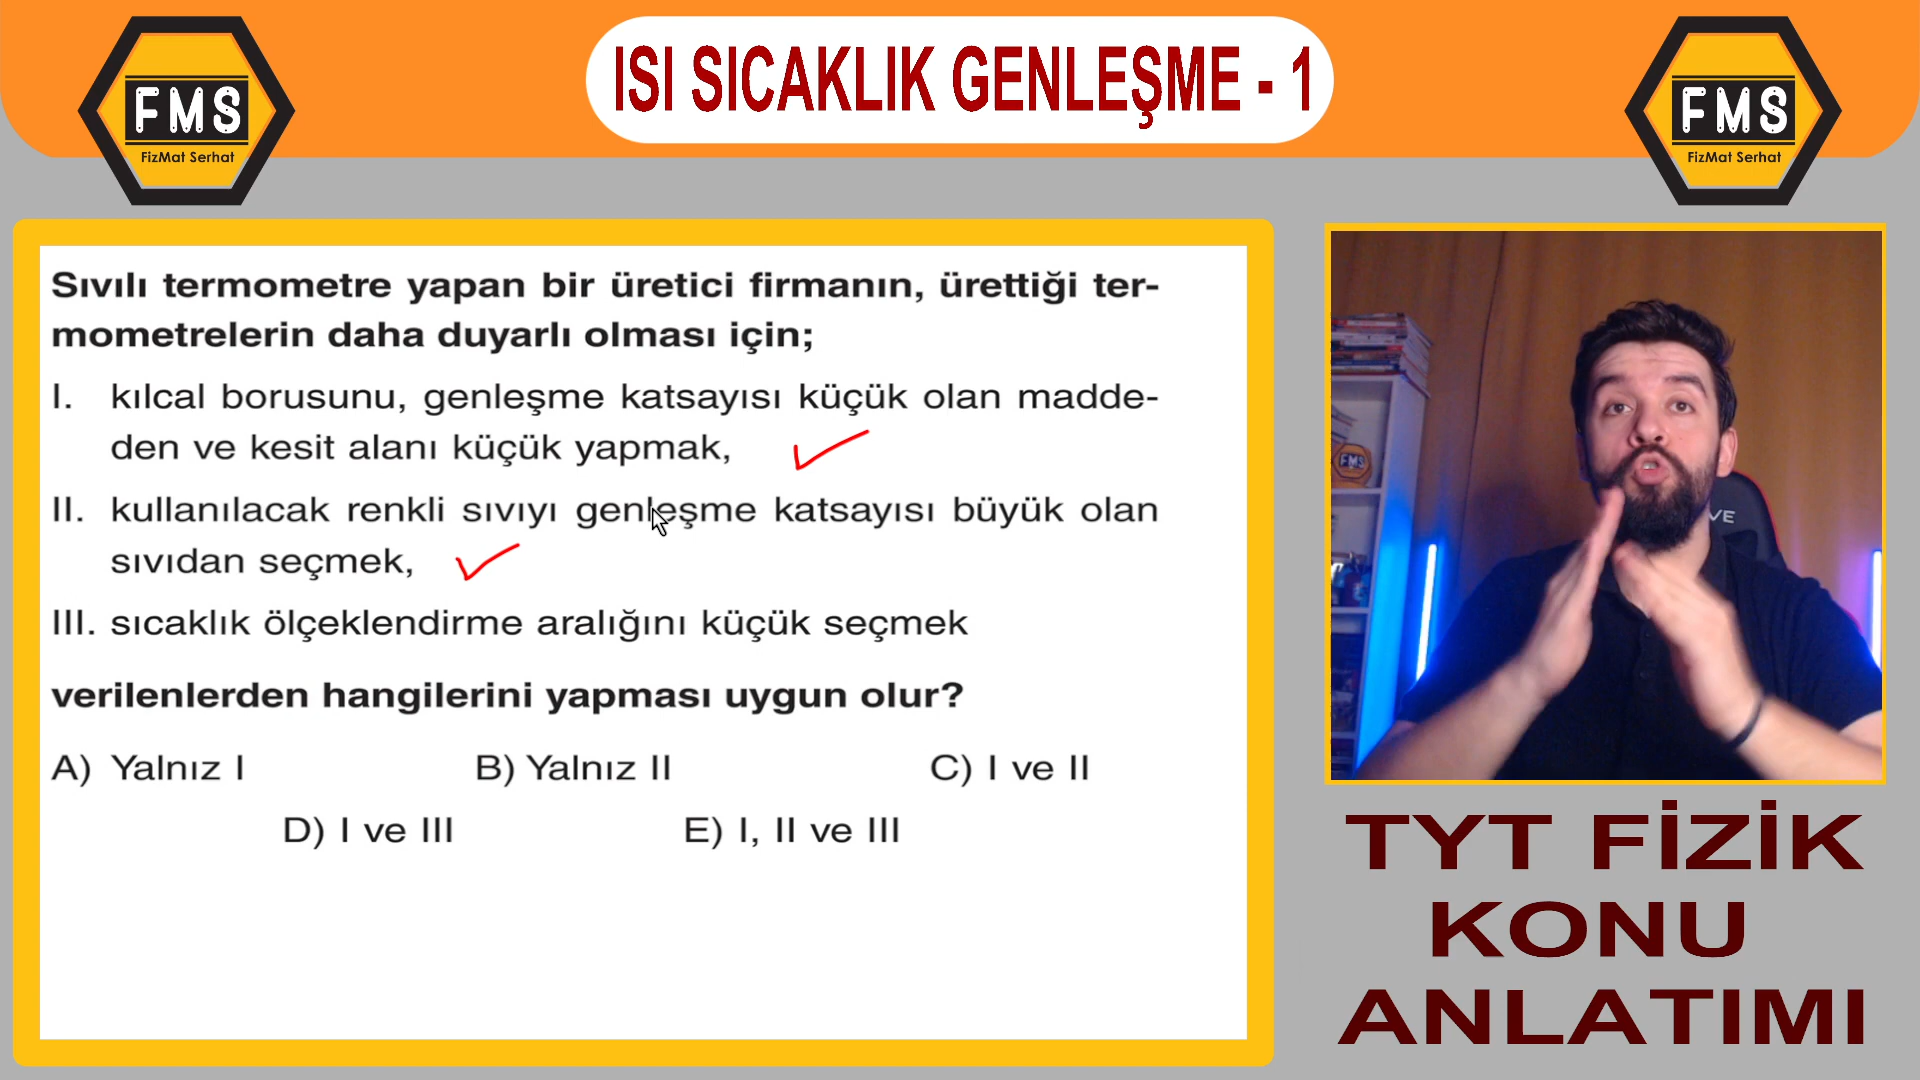 ISI SICAKLIK GENLEŞME - 1
FMS
FizMat Serhat
FMS
FizMat Serhat
Sıvılı termometre yapan bir üretici firmanın, ürettiği ter-
mometrelerin daha duyarlı olması için;
I. kılcal borusunu, genleşme katsayısı küçük olan madde-
den ve kesit alanı küçük yapmak,
II. kullanılacak renkli sıvıyı genleşme katsayısı büyük olan
sıvıdan seçmek,
III. sıcaklık ölçeklendirme aralığını küçük seçmek
verilenlerden hangilerini yapması uygun olur?
A) Yalnız I B) Yalnız II C) I ve II
D) I ve III E) I, II ve III
FMS
VE
TYT FİZİK
KONU
ANLATIMI